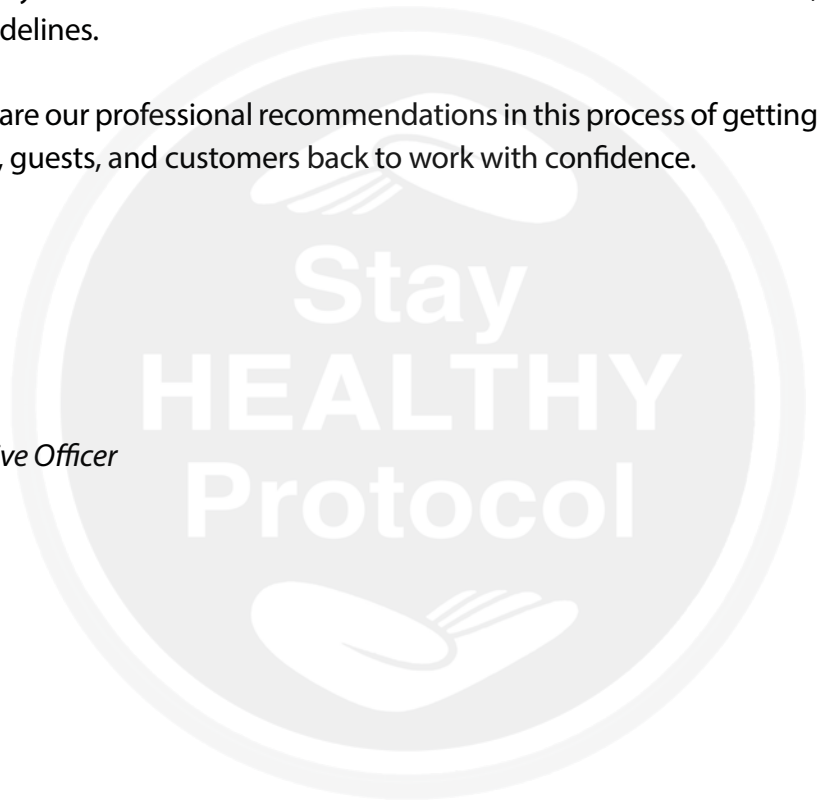 delines.
are our professional recommendations in this process of getting
, guests, and customers back to work with confidence.
Stay
HEALTHY
ve Officer
Protocol